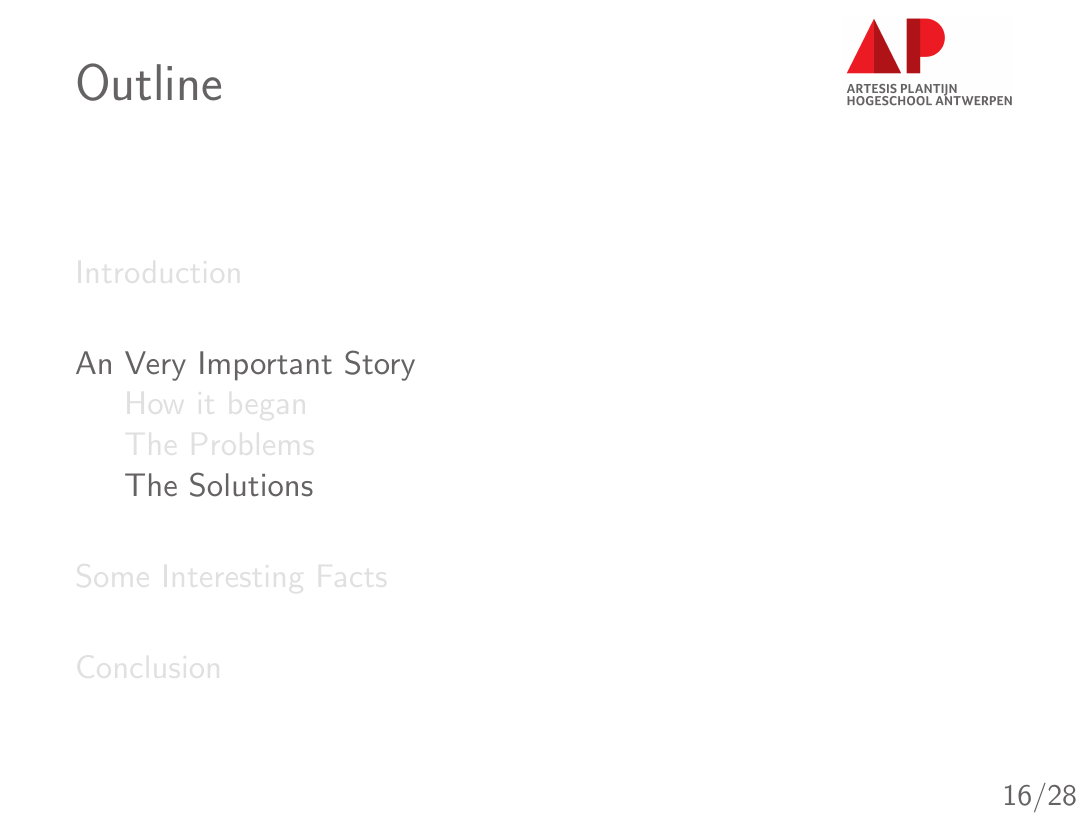 Outline
ARTESIS PLANTIJN
HOGESCHOOL ANTWERPEN
Introduction
An Very Important Story
How it began
The Problems
The Solutions
Some Interesting Facts
Conclusion
16/28